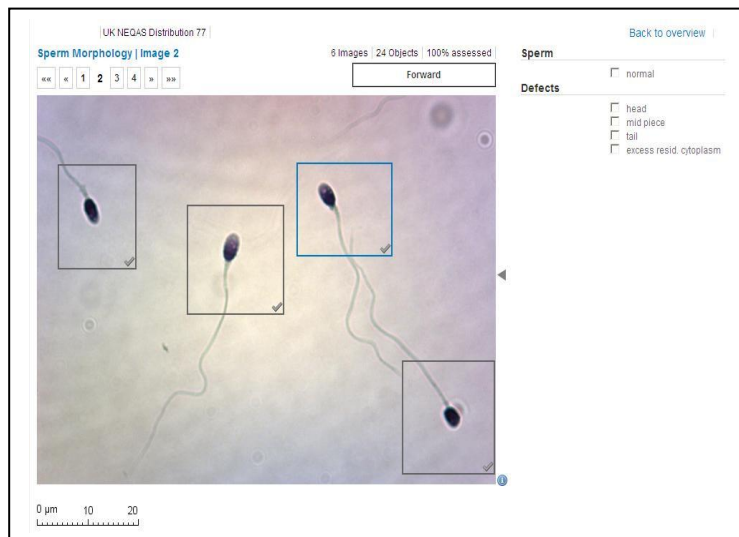 UK NEQAS Distribution 77
Back to overview
Sperm Morphology | Image 2
6 Images | 24 Objects | 100% assessed
«« « 1 2 3 4 » »»
Forward
Sperm
normal
Defects
head
mid piece
tail
excess resid. cytoplasm
0 µm 10 20